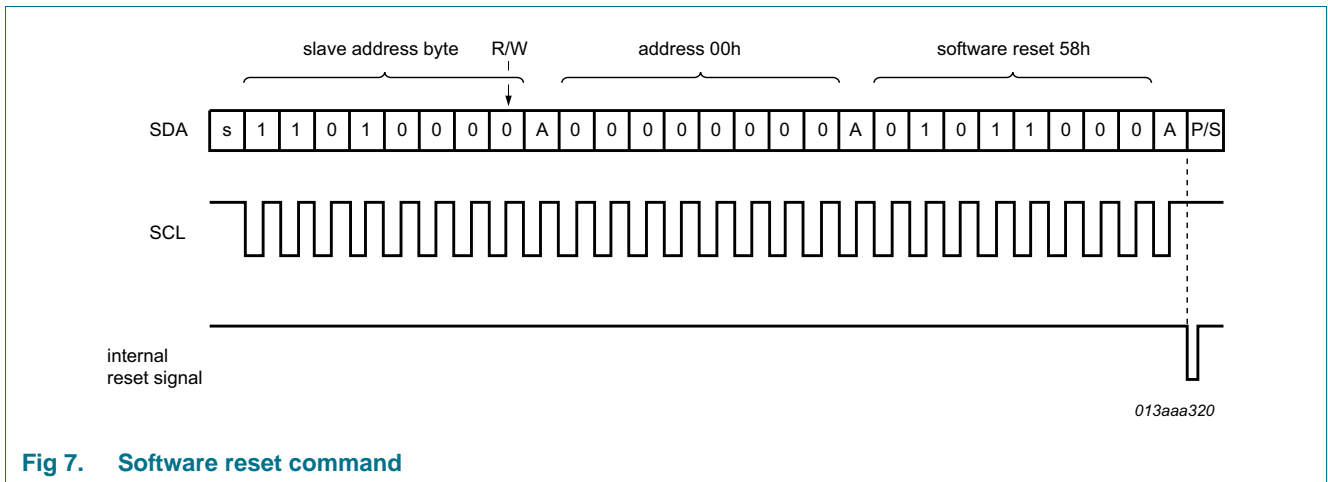 slave address byte R/W address 00h software reset 58h
SDA s 1 1 0 1 0 0 0 0 A 0 0 0 0 0 0 0 0 A 0 1 0 1 1 0 0 0 A P/S
SCL
internal
reset signal
013aaa320
Fig 7. Software reset command